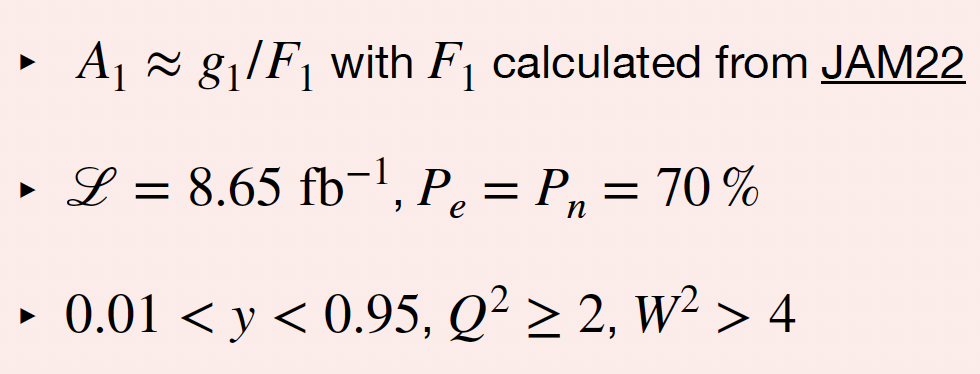 ▸ A₁ ≈ g₁/F₁ with F₁ calculated from JAM22
▸ ℒ = 8.65 fb⁻¹, Pₑ = Pₙ = 70 %
▸ 0.01 < y < 0.95, Q² ≥ 2, W² > 4